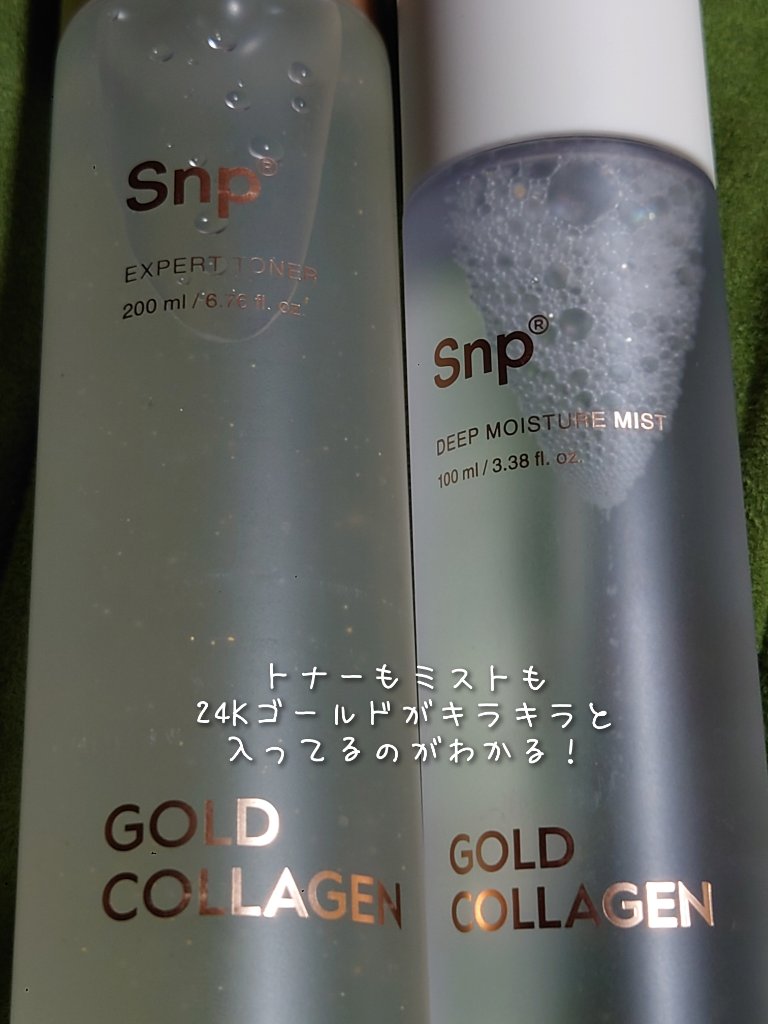 Snp®
EXPERT TONER
200 ml / 6.76 fl. oz.
Snp®
DEEP MOISTURE MIST
100 ml / 3.38 fl. oz.
トナーもミストも
24Kゴールドがキラキラと
入ってるのがわかる！
GOLD
COLLAGEN
GOLD
COLLAGEN